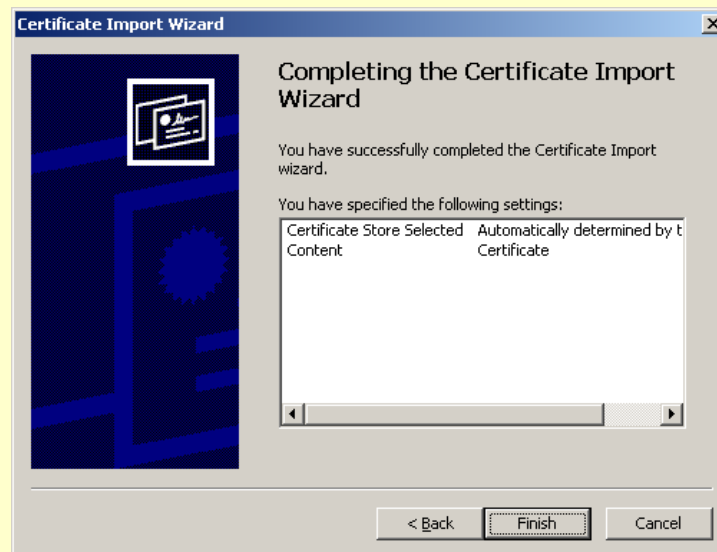 Certificate Import Wizard
Completing the Certificate Import
Wizard
You have successfully completed the Certificate Import
wizard.
You have specified the following settings:
Certificate Store Selected Automatically determined by t
Content Certificate
< Back Finish Cancel